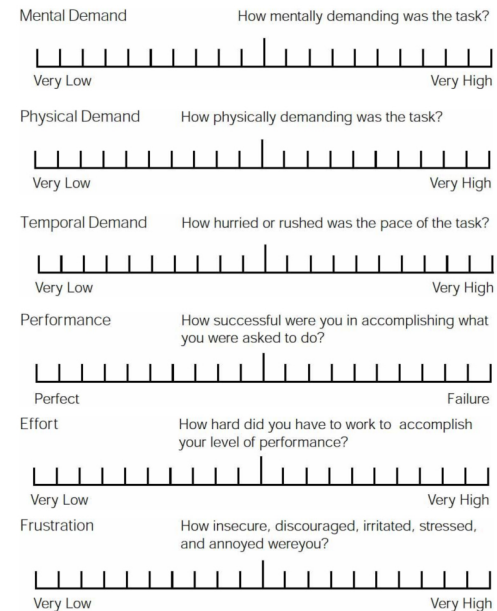 Mental Demand How mentally demanding was the task?
Very Low Very High
Physical Demand How physically demanding was the task?
Very Low Very High
Temporal Demand How hurried or rushed was the pace of the task?
Very Low Very High
Performance How successful were you in accomplishing what
you were asked to do?
Perfect Failure
Effort How hard did you have to work to accomplish
your level of performance?
Very Low Very High
Frustration How insecure, discouraged, irritated, stressed,
and annoyed wereyou?
Very Low Very High